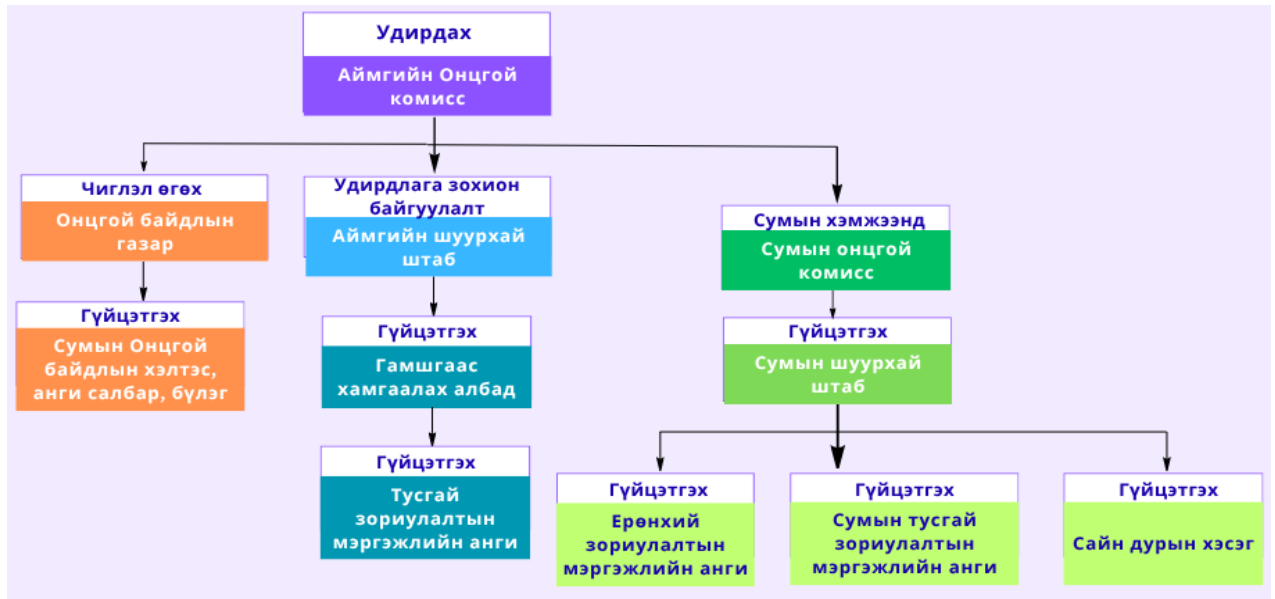 Удирдах
Аймгийн Онцгой
комисс
Чиглэл өгөх
Онцгой байдлын
газар
Гүйцэтгэх
Сумын Онцгой
байдлын хэлтэс,
анги салбар, бүлэг
Удирдлага зохион
байгуулалт
Аймгийн шуурхай
штаб
Гүйцэтгэх
Гамшгаас
хамгаалах албад
Гүйцэтгэх
Тусгай
зориулалтын
мэргэжлийн анги
Сумын хэмжээнд
Сумын онцгой
комисс
Гүйцэтгэх
Сумын шуурхай
штаб
Гүйцэтгэх
Ерөнхий
зориулалтын
мэргэжлийн анги
Гүйцэтгэх
Сумын тусгай
зориулалтын
мэргэжлийн анги
Гүйцэтгэх
Сайн дурын хэсэг